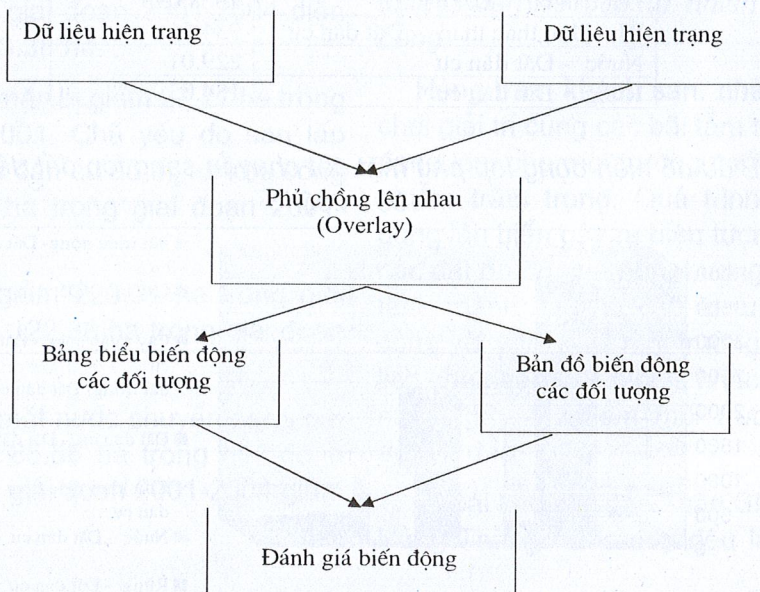 Dữ liệu hiện trạng
Dữ liệu hiện trạng
Phủ chồng lên nhau
(Overlay)
Bảng biểu biến động
các đối tượng
Bản đồ biến động
các đối tượng
Đánh giá biến động